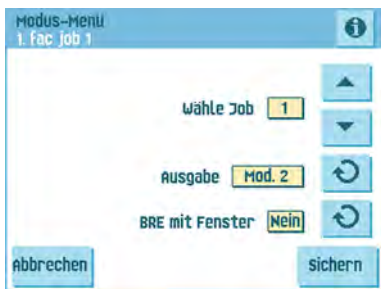 Modus-Menü
1. Fac job 1
Wähle Job 1
Ausgabe Mod. 2
BRE mit Fenster Nein
Abbrechen
Sichern